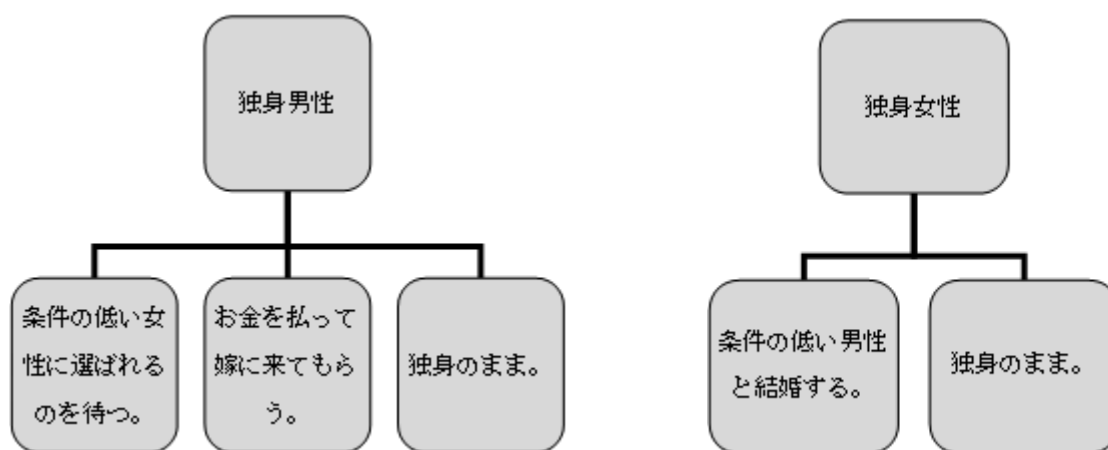 独身男性
独身女性
条件の低い女
性に選ばれる
のを待つ。
お金を払って
嫁に来てもら
う。
独身のまま。
条件の低い男性
と結婚する。
独身のまま。